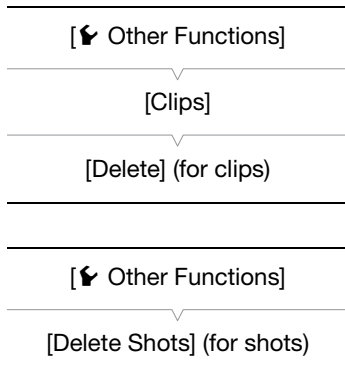 [Other Functions]
[Clips]
[Delete] (for clips)
[Other Functions]
[Delete Shots] (for shots)